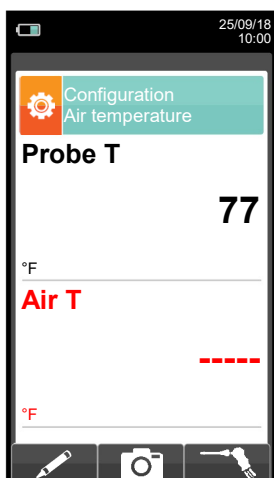 25/09/18
10:00
Configuration
Air temperature
Probe T
77
°F
Air T
-----
°F